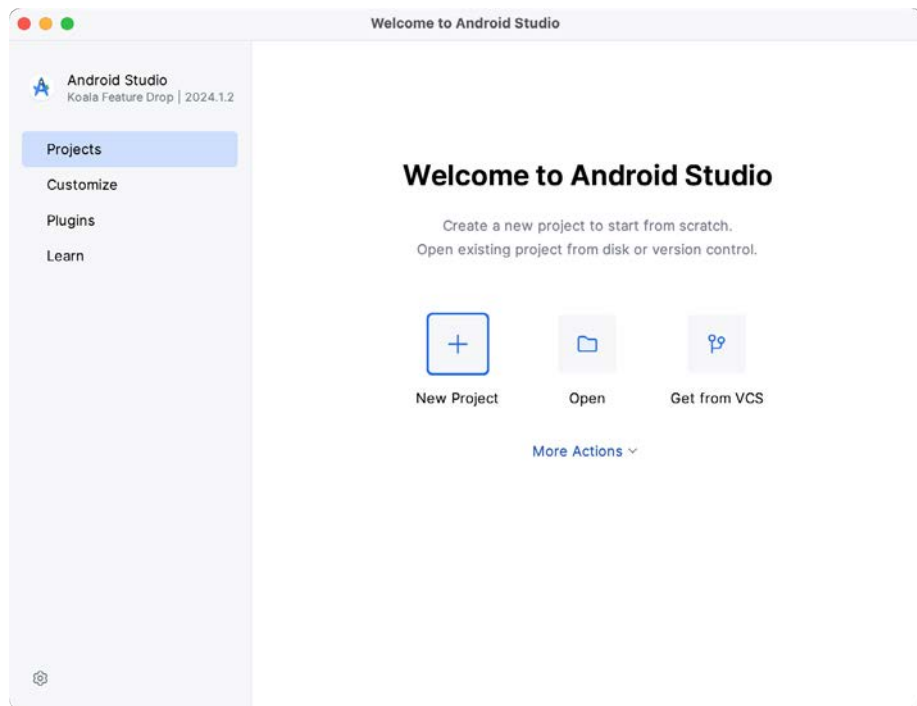 Welcome to Android Studio
Android Studio
Koala Feature Drop | 2024.1.2
Projects
Customize
Plugins
Learn
Welcome to Android Studio
Create a new project to start from scratch.
Open existing project from disk or version control.
New Project
Open
Get from VCS
More Actions